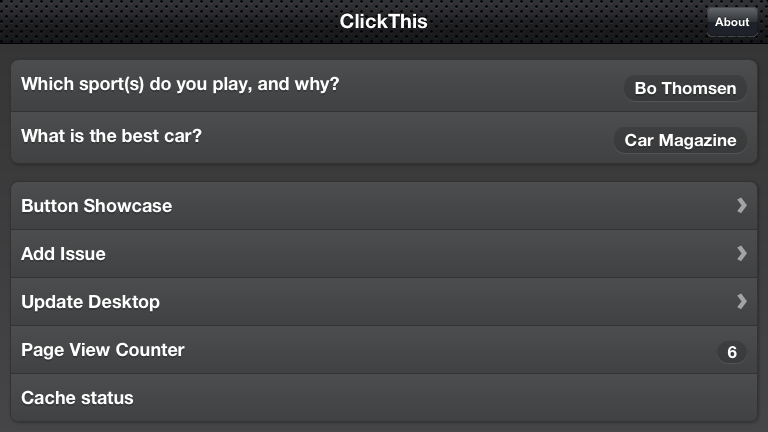 ClickThis
About
Which sport(s) do you play, and why?
Bo Thomsen
What is the best car?
Car Magazine
Button Showcase
Add Issue
Update Desktop
Page View Counter
6
Cache status